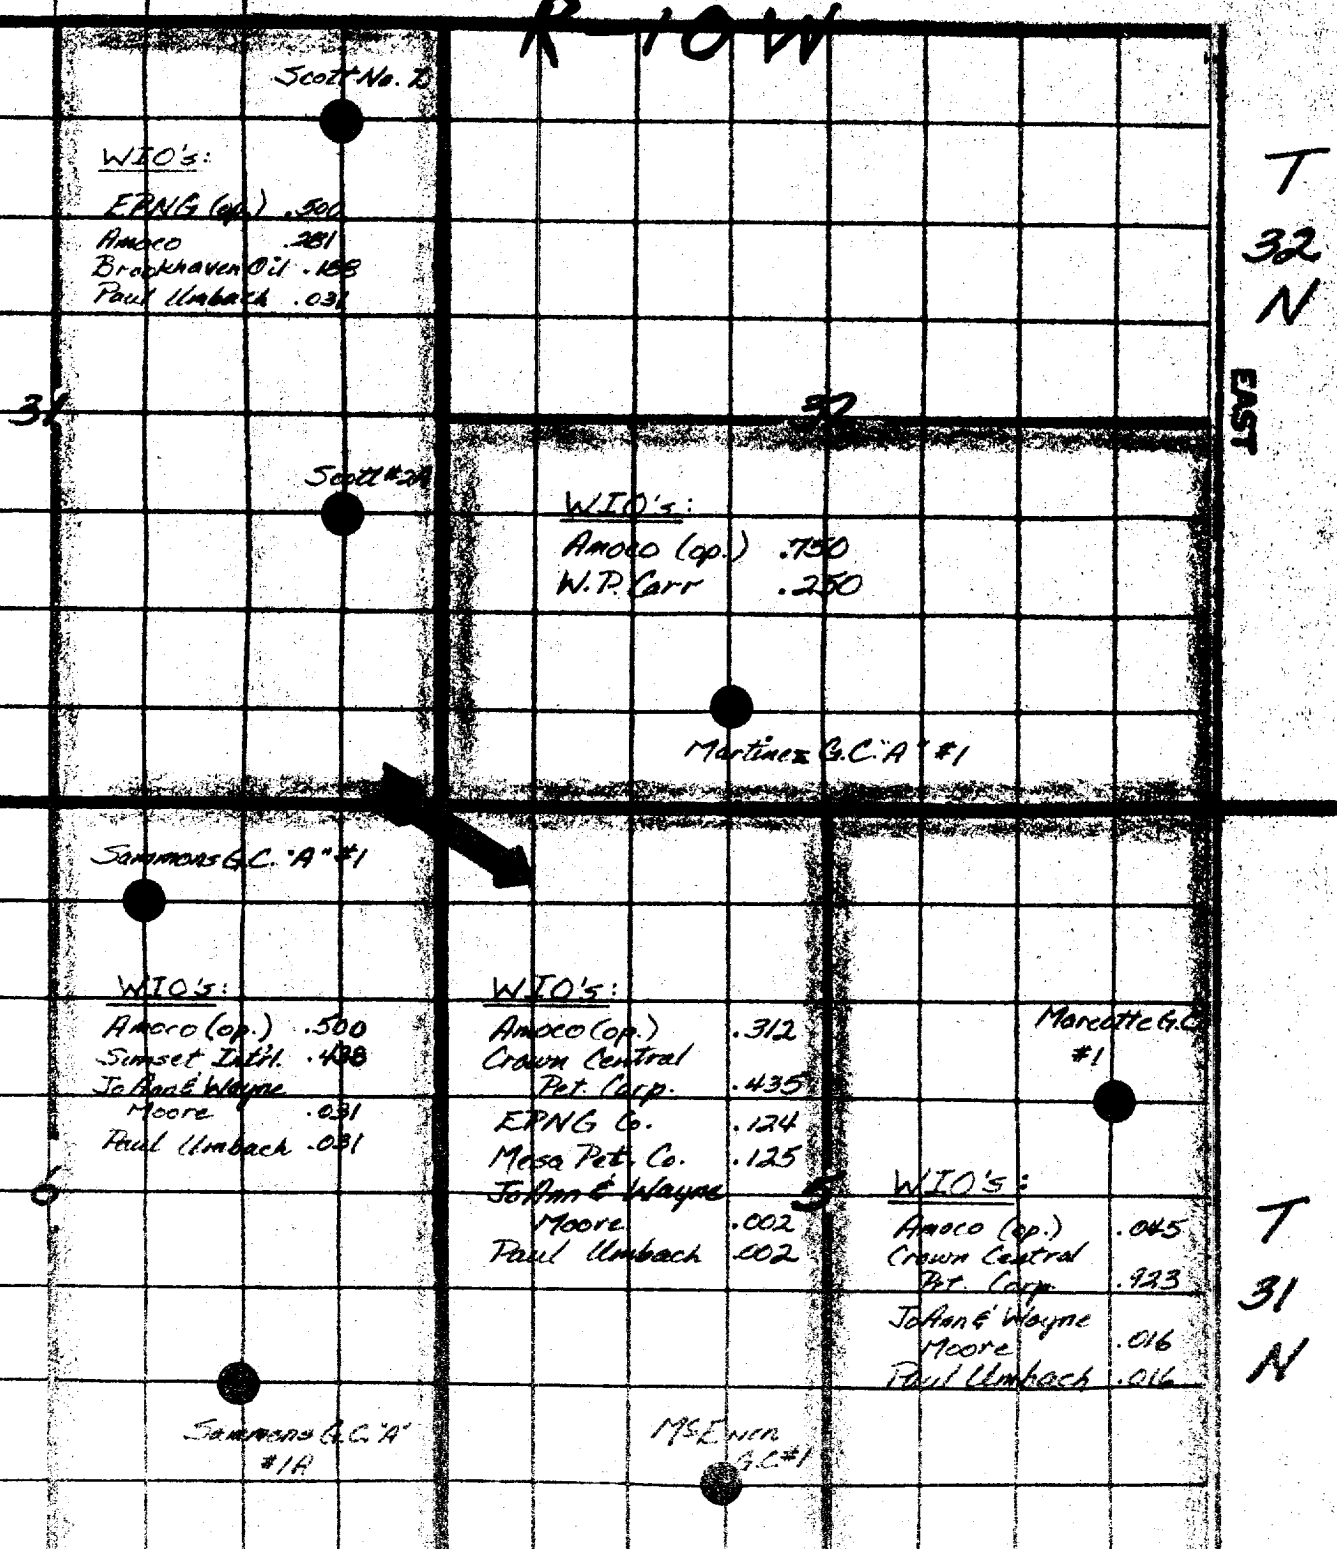 R-10W
Scott No. 2
WIO's:
EPNG (op.) .500
Amoco .281
Brookhaven Oil .188
Paul Umbach .031
T
32
N
EAST
31
32
Scott #2A
WIO's:
Amoco (op.) .750
W.P. Carr .250
Martinez G.C. "A" #1
Sammons G.C. "A" #1
WIO's:
Amoco (op.) .500
Sunset Int'l. .438
JoAnn & Wayne
Moore .031
Paul Umbach .031
WIO's:
Amoco (op.) .312
Crown Central
Pet. Corp. .435
EPNG Co. .124
Mesa Pet. Co. .125
JoAnn & Wayne
Moore .002
Paul Umbach .002
Marcotte G.C.
#1
6
5
WIO's:
Amoco (op.) .045
Crown Central
Pet. Corp. .923
JoAnn & Wayne
Moore .016
Paul Umbach .016
T
31
N
Sammons G.C. "A"
#1A
McEwen
G.C. #1